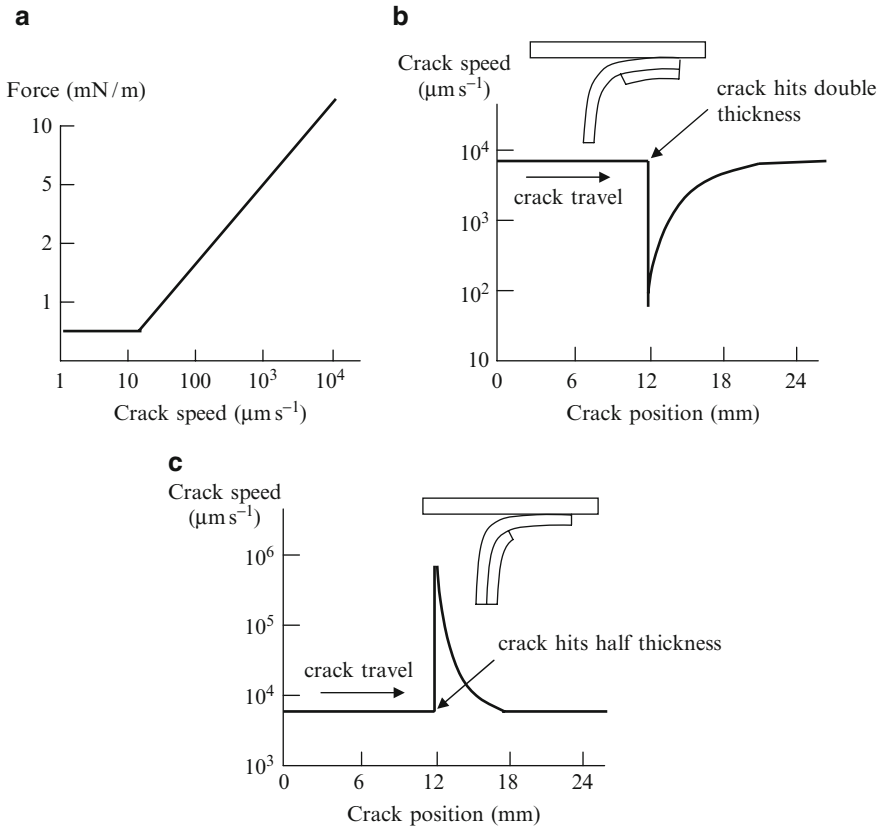 a
Force (mN/m)
10
5
2
1
1 10 100 10³ 10⁴
Crack speed (μm s⁻¹)
b
Crack speed
(μm s⁻¹)
crack hits double
thickness
10⁴
crack travel
10³
10²
10
0 6 12 18 24
Crack position (mm)
c
Crack speed
(μm s⁻¹)
10⁶
10⁵
crack hits half thickness
crack travel
10⁴
10³
0 6 12 18 24
Crack position (mm)